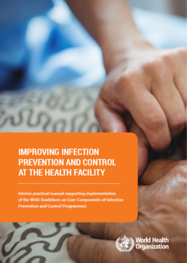 IMPROVING INFECTION
PREVENTION AND CONTROL
AT THE HEALTH FACILITY
Interim practical manual supporting implementation
of the WHO Guidelines on Core Components of Infection
Prevention and Control Programmes
World Health
Organization